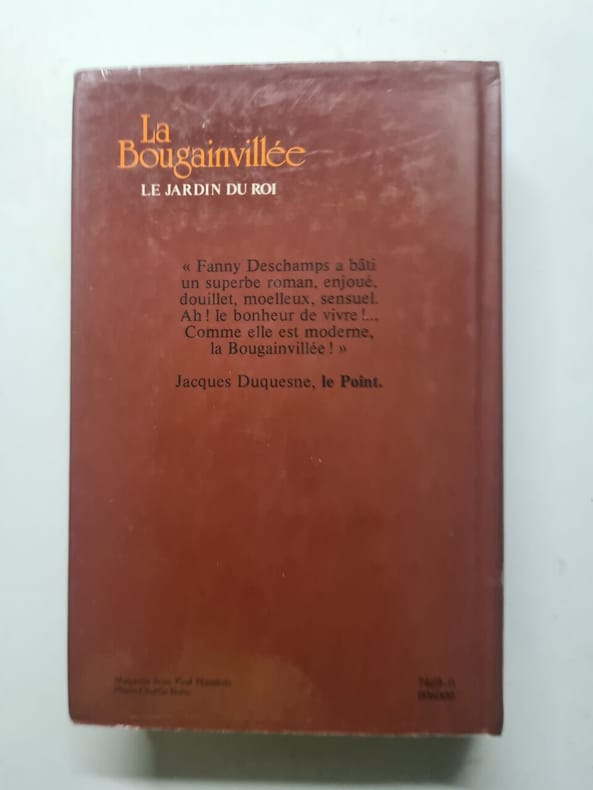 La
Bougainvillée
LE JARDIN DU ROI
« Fanny Deschamps a bâti
un superbe roman, enjoué,
douillet, moelleux, sensuel.
Ah ! le bonheur de vivre !...
Comme elle est moderne,
la Bougainvillée ! »
Jacques Duquesne, le Point.